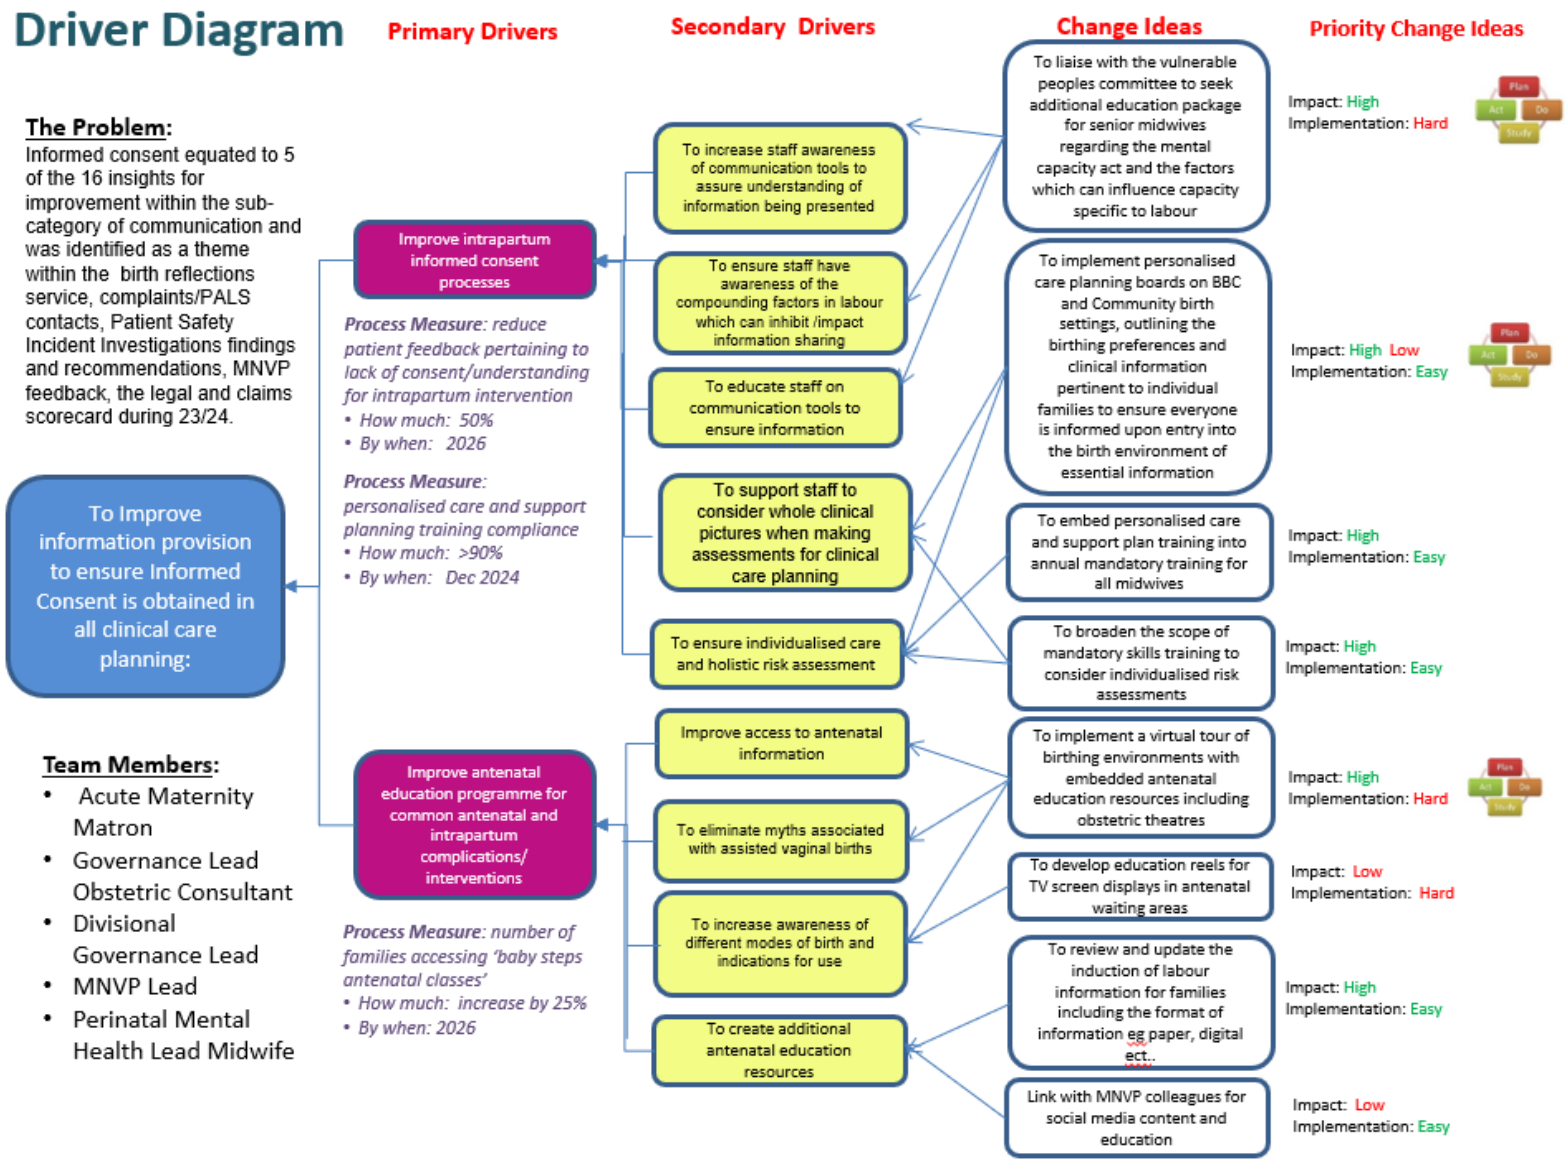 Driver Diagram
Primary Drivers
Secondary Drivers
Change Ideas
Priority Change Ideas
The Problem:
Informed consent equated to 5
of the 16 insights for
improvement within the sub-
category of communication and
was identified as a theme
within the birth reflections
service, complaints/PALS
contacts, Patient Safety
Incident Investigations findings
and recommendations, MNVP
feedback, the legal and claims
scorecard during 23/24.
To Improve
information provision
to ensure Informed
Consent is obtained in
all clinical care
planning:
Team Members:
• Acute Maternity
Matron
• Governance Lead
Obstetric Consultant
• Divisional
Governance Lead
• MNVP Lead
• Perinatal Mental
Health Lead Midwife
Improve intrapartum
informed consent
processes
Process Measure: reduce
patient feedback pertaining to
lack of consent/understanding
for intrapartum intervention
• How much: 50%
• By when: 2026
Process Measure:
personalised care and support
planning training compliance
• How much: >90%
• By when: Dec 2024
Improve antenatal
education programme for
common antenatal and
intrapartum
complications/
interventions
Process Measure: number of
families accessing ‘baby steps
antenatal classes’
• How much: increase by 25%
• By when: 2026
To increase staff awareness
of communication tools to
assure understanding of
information being presented
To ensure staff have
awareness of the
compounding factors in labour
which can inhibit /impact
information sharing
To educate staff on
communication tools to
ensure information
To support staff to
consider whole clinical
pictures when making
assessments for clinical
care planning
To ensure individualised care
and holistic risk assessment
Improve access to antenatal
information
To eliminate myths associated
with assisted vaginal births
To increase awareness of
different modes of birth and
indications for use
To create additional
antenatal education
resources
To liaise with the vulnerable
peoples committee to seek
additional education package
for senior midwives
regarding the mental
capacity act and the factors
which can influence capacity
specific to labour
To implement personalised
care planning boards on BBC
and Community birth
settings, outlining the
birthing preferences and
clinical information
pertinent to individual
families to ensure everyone
is informed upon entry into
the birth environment of
essential information
To embed personalised care
and support plan training into
annual mandatory training for
all midwives
To broaden the scope of
mandatory skills training to
consider individualised risk
assessments
To implement a virtual tour of
birthing environments with
embedded antenatal
education resources including
obstetric theatres
To develop education reels for
TV screen displays in antenatal
waiting areas
To review and update the
induction of labour
information for families
including the format of
information eg paper, digital
ect..
Link with MNVP colleagues for
social media content and
education
Impact: High
Implementation: Hard
Plan
Act Do
Study
Impact: High Low
Implementation: Easy
Plan
Act Do
Study
Impact: High
Implementation: Easy
Impact: High
Implementation: Easy
Impact: High
Implementation: Hard
Plan
Act Do
Study
Impact: Low
Implementation: Hard
Impact: High
Implementation: Easy
Impact: Low
Implementation: Easy